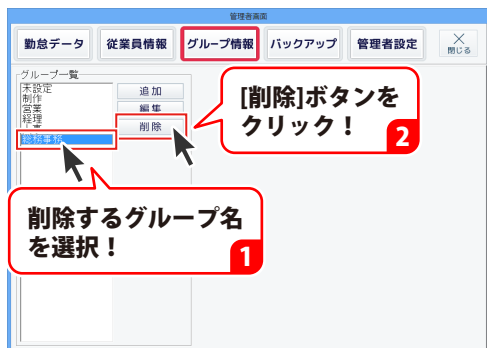 管理者画面
勤怠データ 従業員情報 グループ情報 バックアップ 管理者設定 閉じる
グループ一覧
未設定
制作
営業
経理
総務事務
追加
編集
削除
[削除]ボタンを
クリック！
2
削除するグループ名
を選択！
1